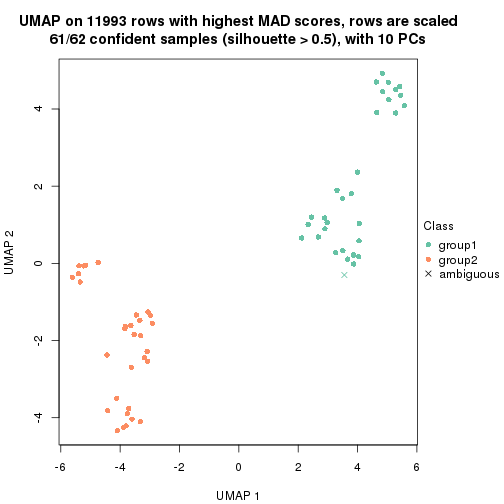 UMAP on 11993 rows with highest MAD scores, rows are scaled
61/62 confident samples (silhouette > 0.5), with 10 PCs
4
2
0
-2
-4
UMAP 2
-6
-4
-2
0
2
4
6
UMAP 1
Class
group1
group2
ambiguous